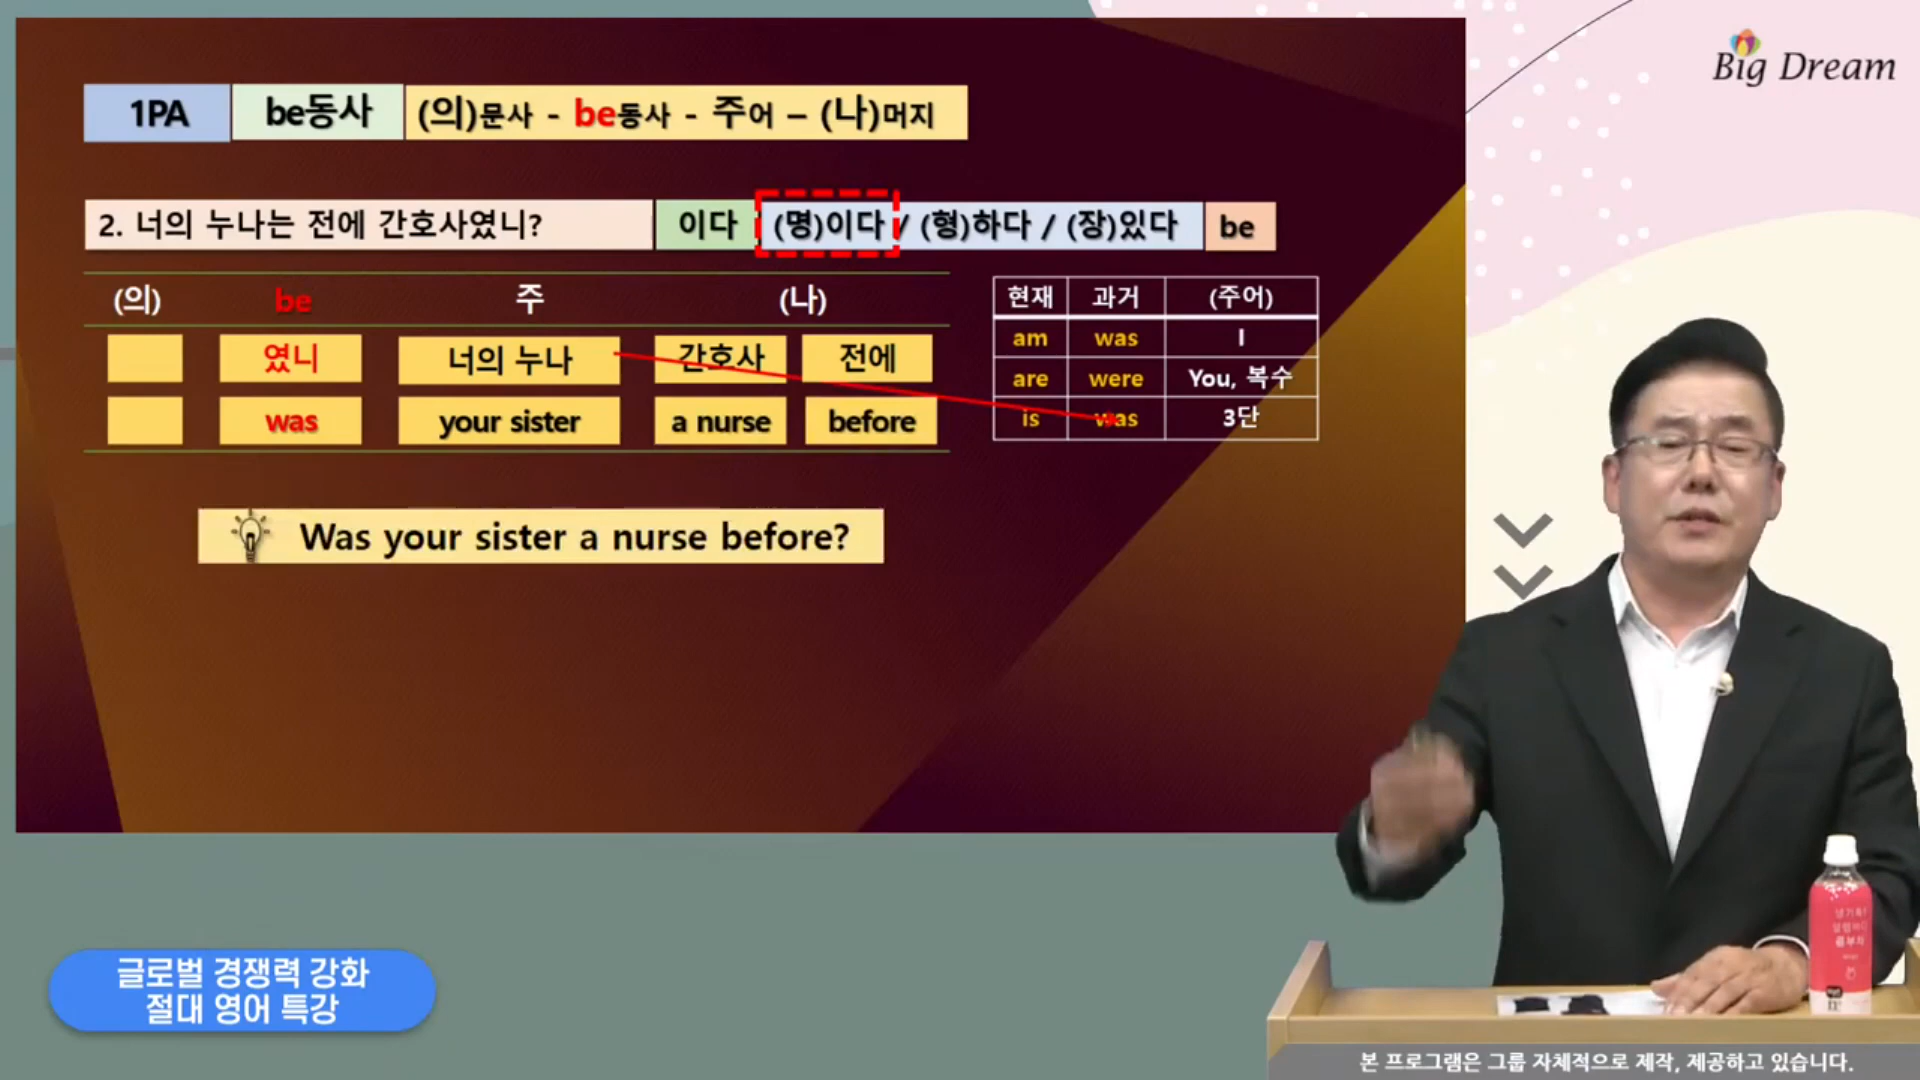 Big Dream
1PA be동사 (의)문사 - be동사 - 주어 – (나)머지
2. 너의 누나는 전에 간호사였니? 이다 (명)이다 / (형)하다 / (장)있다 be
(의) be 주 (나)
였니 너의 누나 간호사 전에
was your sister a nurse before
현재 과거 (주어)
am was I
are were You, 복수
is was 3단
Was your sister a nurse before?
글로벌 경쟁력 강화
절대 영어 특강
콤부차
본 프로그램은 그룹 자체적으로 제작, 제공하고 있습니다.